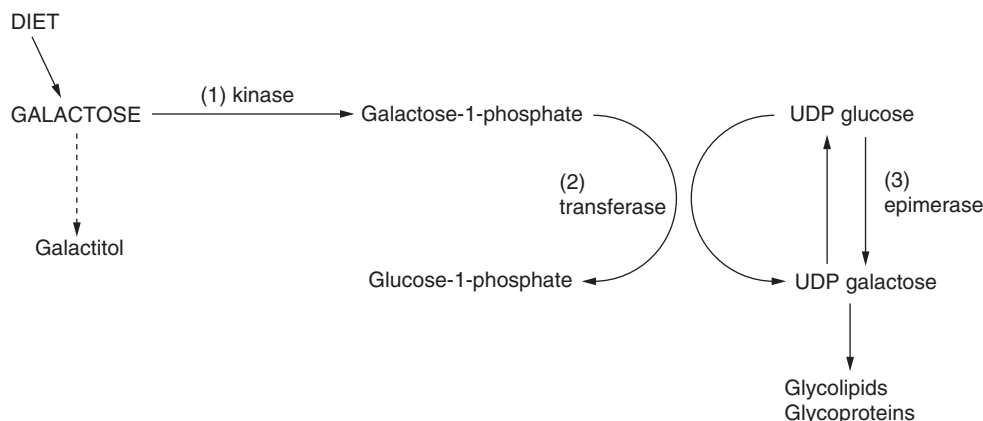 DIET
GALACTOSE
(1) kinase
Galactose-1-phosphate
UDP glucose
(2)
transferase
(3)
epimerase
Galactitol
Glucose-1-phosphate
UDP galactose
Glycolipids
Glycoproteins